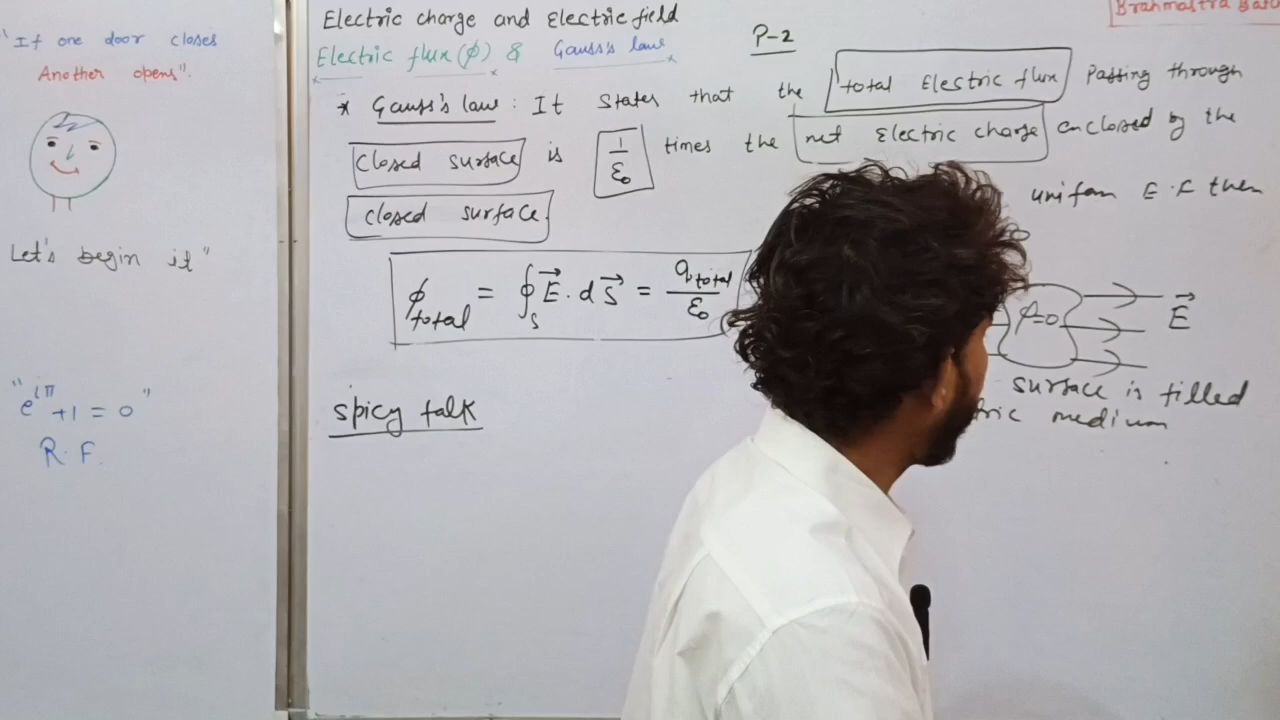 "If one door closes
Another opens".
Let's begin it"
"e^iπ +1 = 0"
R. F.
Electric charge and Electric field
Electric flux (φ) & Gauss's law
P-2
* Gauss's law : It states that the total Electric flux Passing through
closed surface is 1/ε₀ times the net Electric charge enclosed by the
closed surface.
φ_total = ∮_S E⃗ . dS⃗ = q_total/ε₀
spicy talk
uniform E.F then
φ=0
E⃗
surface is filled
medium